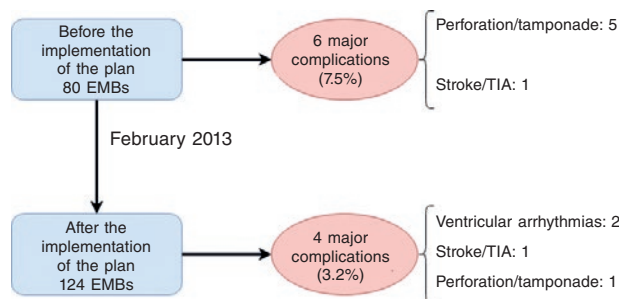 Before the
implementation
of the plan
80 EMBs
6 major
complications
(7.5%)
Perforation/tamponade: 5
Stroke/TIA: 1
February 2013
After the
implementation
of the plan
124 EMBs
4 major
complications
(3.2%)
Ventricular arrhythmias: 2
Stroke/TIA: 1
Perforation/tamponade: 1